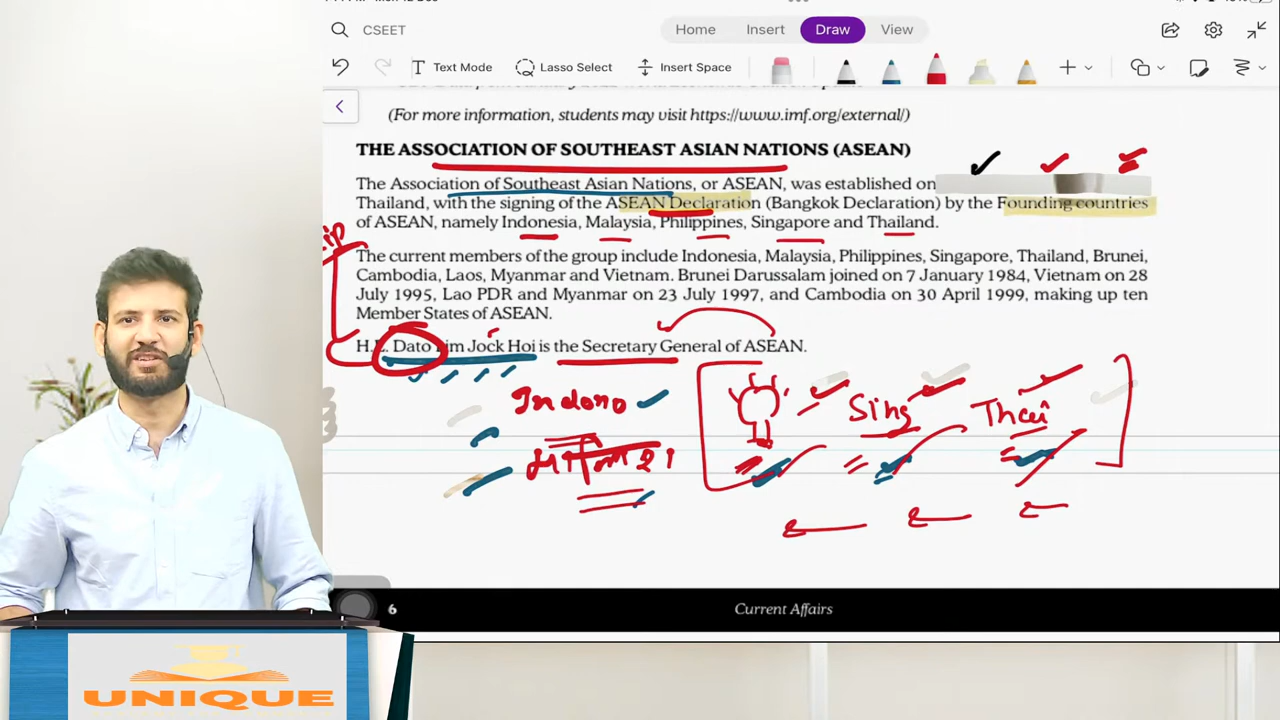 CSEET
Home Insert Draw View
Text Mode Lasso Select Insert Space
(For more information, students may visit https://www.imf.org/external/)
THE ASSOCIATION OF SOUTHEAST ASIAN NATIONS (ASEAN)
The Association of Southeast Asian Nations, or ASEAN, was established on
Thailand, with the signing of the ASEAN Declaration (Bangkok Declaration) by the Founding countries
of ASEAN, namely Indonesia, Malaysia, Philippines, Singapore and Thailand.
The current members of the group include Indonesia, Malaysia, Philippines, Singapore, Thailand, Brunei,
Cambodia, Laos, Myanmar and Vietnam. Brunei Darussalam joined on 7 January 1984, Vietnam on 28
July 1995, Lao PDR and Myanmar on 23 July 1997, and Cambodia on 30 April 1999, making up ten
Member States of ASEAN.
H.E. Dato Lim Jock Hoi is the Secretary General of ASEAN.
Indono
Sing
Thai
6 Current Affairs
UNIQUE